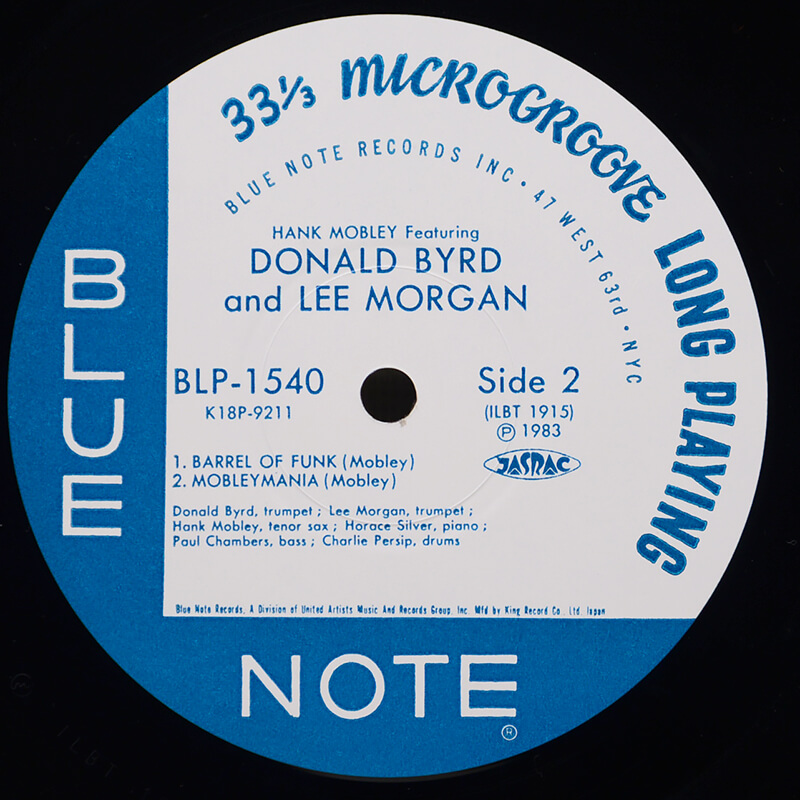 33⅓ MICROGROOVE LONG PLAYING
BLUE NOTE RECORDS INC • 47 WEST 63rd • NYC
HANK MOBLEY Featuring
DONALD BYRD
and LEE MORGAN
BLP-1540
K18P-9211
Side 2
(ILBT 1915)
Ⓟ 1983
JASRAC
1. BARREL OF FUNK (Mobley)
2. MOBLEYMANIA (Mobley)
Donald Byrd, trumpet ; Lee Morgan, trumpet ;
Hank Mobley, tenor sax ; Horace Silver, piano ;
Paul Chambers, bass ; Charlie Persip, drums
Blue Note Records, A Division of United Artists Music And Records Group, Inc. Mfd by King Record Co., Ltd. Japan
BLUE
NOTE
®